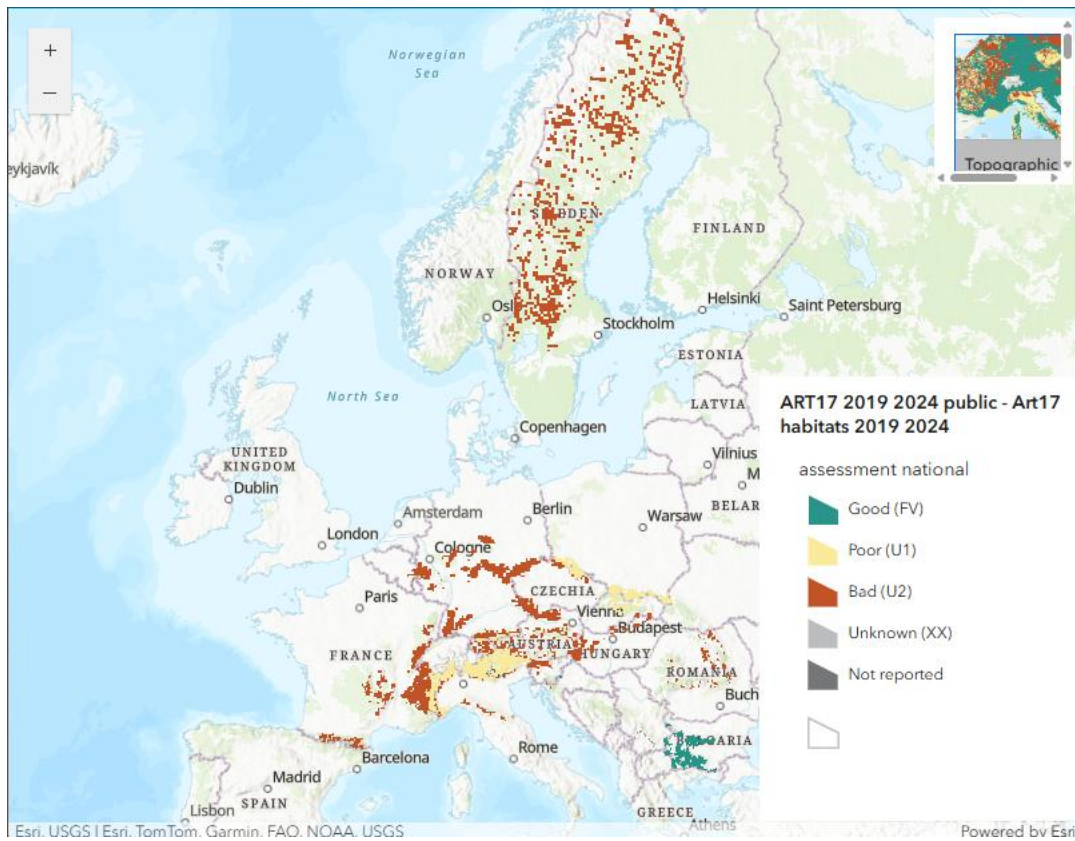 +
Norwegian
Sea
−
Topographic
eykjavík
SWEDEN
FINLAND
NORWAY
Osl
Helsinki
Saint Petersburg
Stockholm
ESTONIA
North Sea
LATVIA
Copenhagen
UNITED
KINGDOM
Dublin
Vilnius
M
Amsterdam
Berlin
BELAR
Warsaw
London
Cologne
Paris
CZECHIA
Vienna
Budapest
AUSTRIA
HUNGARY
FRANCE
ROMANIA
Buch
BULGARIA
Rome
Barcelona
Madrid
SPAIN
Lisbon
GREECE
Athens
ART17 2019 2024 public - Art17
habitats 2019 2024
assessment national
Good (FV)
Poor (U1)
Bad (U2)
Unknown (XX)
Not reported
Esri, USGS | Esri, TomTom, Garmin, FAO, NOAA, USGS
Powered by Esri